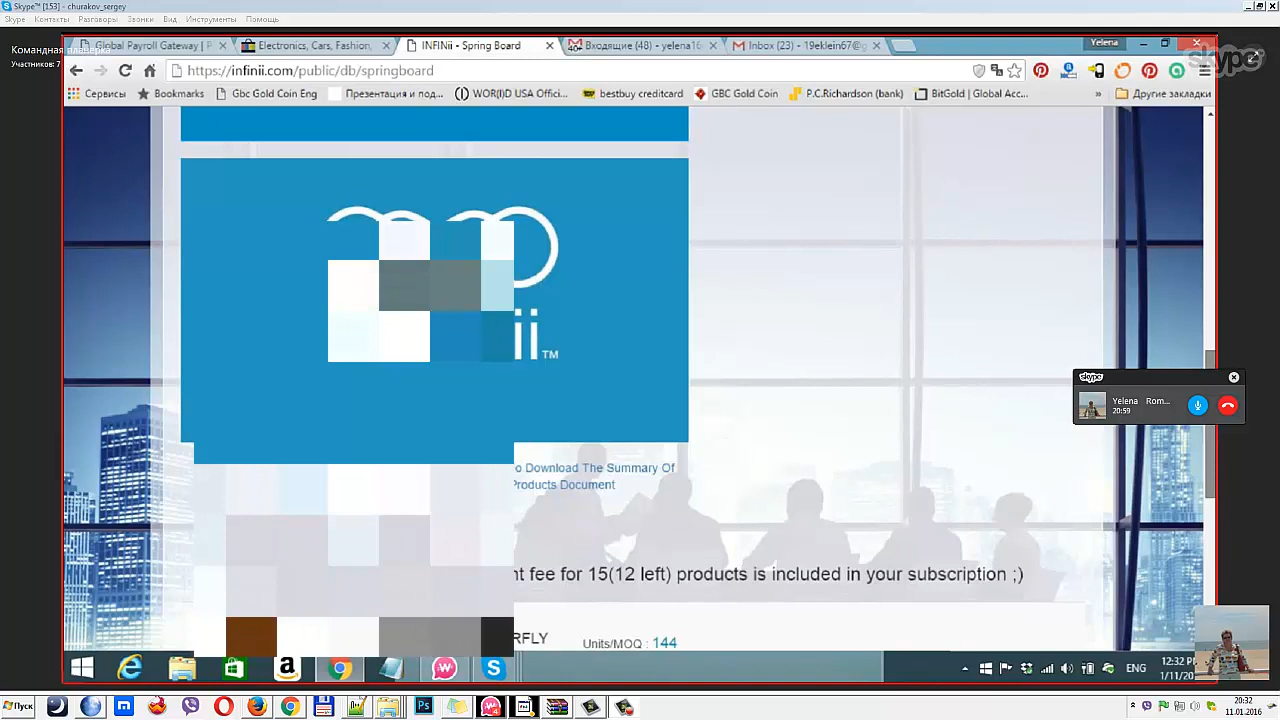 Skype™ [153] - churakov_sergey
Skype Контакты Разговоры Звонки Вид Инструменты Помощь
Командная
Участников: 7
Global Payroll Gateway | P
Electronics, Cars, Fashion,
INFINii - Spring Board
Входящие (48) - yelena16
Inbox (23) - 19eklein67@g
Yelena
https://infinii.com/public/db/springboard
skype
Сервисы
Bookmarks
Gbc Gold Coin Eng
Презентация и под...
WOR(l)D USA Offici...
bestbuy creditcard
GBC Gold Coin
P.C.Richardson (bank)
BitGold | Global Acc...
»
Другие закладки
ii TM
skype
Yelena Rom...
20:59
o Download The Summary Of
Products Document
nt fee for 15(12 left) products is included in your subscription ;)
RFLY
Units/MOQ : 144
ENG
12:32 P
1/11/20
Пуск
20:32
11.01.2016